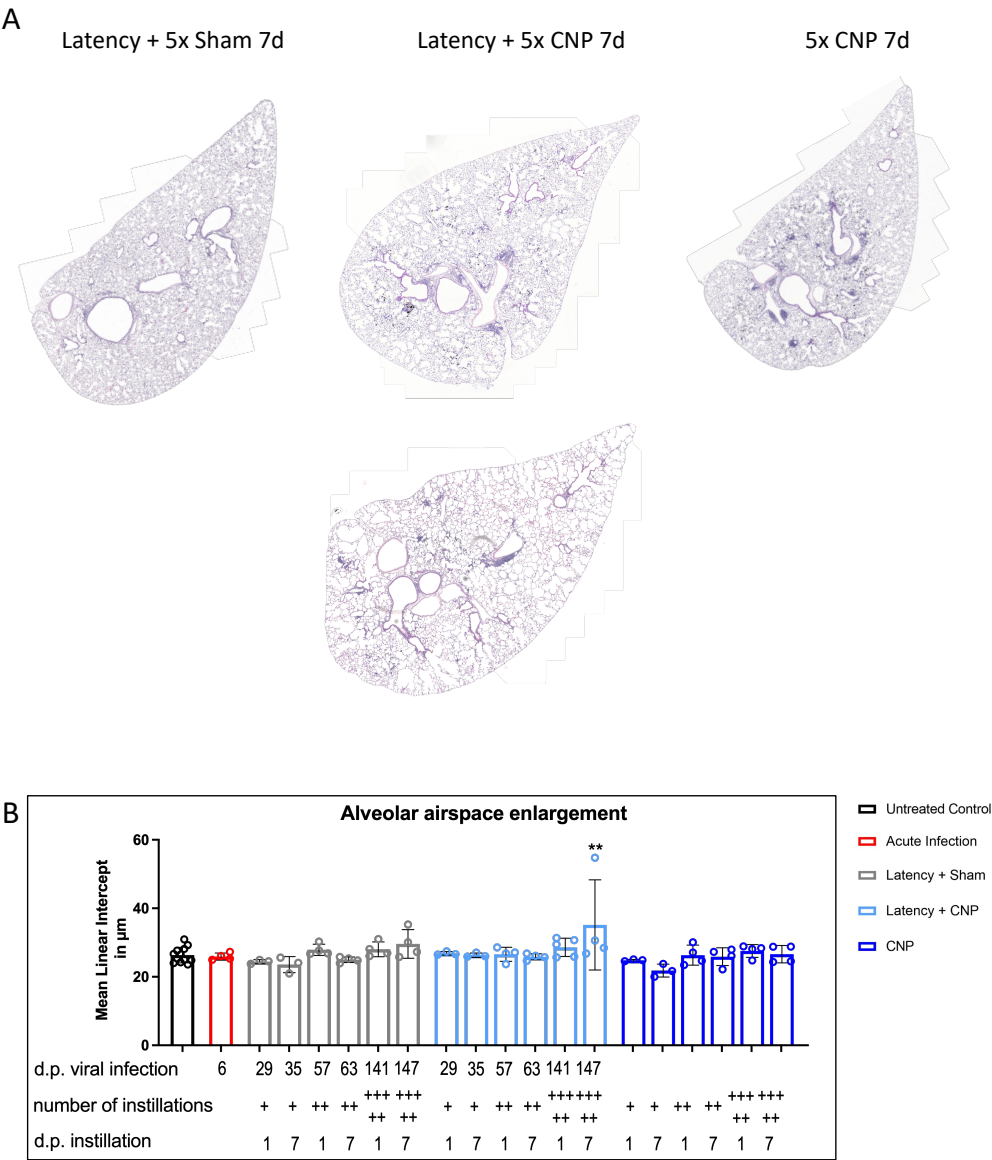 A
Latency + 5x Sham 7d
Latency + 5x CNP 7d
5x CNP 7d
B
Alveolar airspace enlargement
Mean Linear Intercept
in µm
60
40
20
0
**
Untreated Control
Acute Infection
Latency + Sham
Latency + CNP
CNP
d.p. viral infection 6 29 35 57 63 141 147 29 35 57 63 141 147
number of instillations + + ++ ++ +++ ++ +++ ++ + + ++ ++ +++ ++ +++ ++ + + ++ ++ +++ ++ +++ ++
d.p. instillation 1 7 1 7 1 7 1 7 1 7 1 7 1 7 1 7 1 7